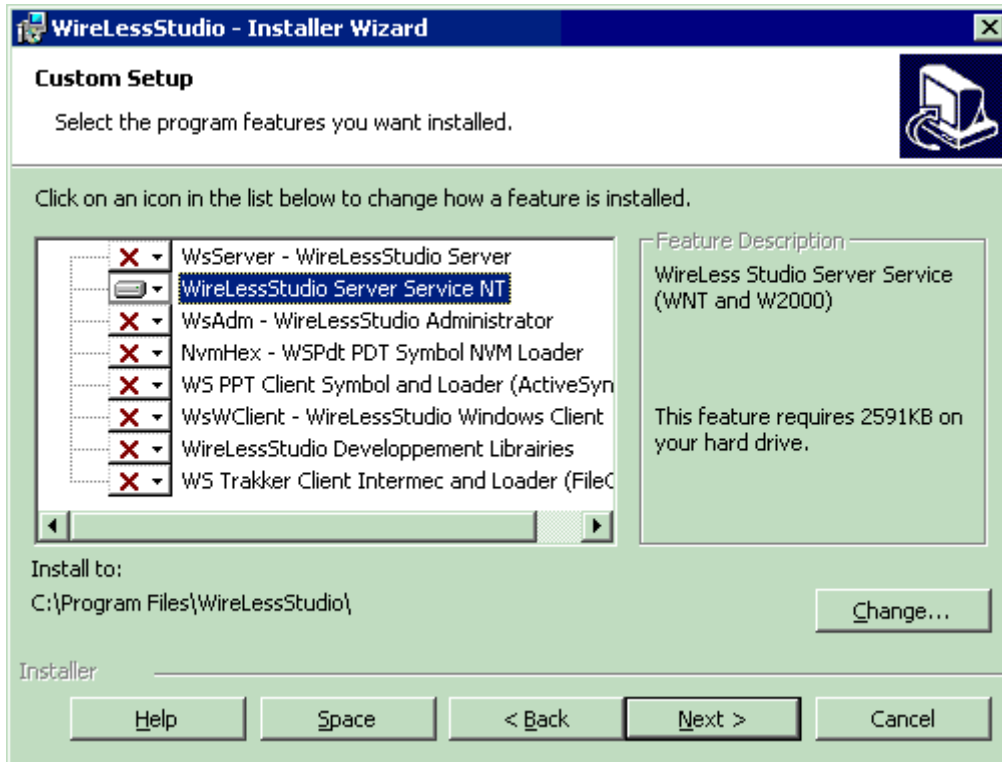 WireLessStudio - Installer Wizard
Custom Setup
Select the program features you want installed.
Click on an icon in the list below to change how a feature is installed.
WsServer - WireLessStudio Server
WireLessStudio Server Service NT
WsAdm - WireLessStudio Administrator
NvmHex - WSPdt PDT Symbol NVM Loader
WS PPT Client Symbol and Loader (ActiveSyn
WsWClient - WireLessStudio Windows Client
WireLessStudio Developpement Librairies
WS Trakker Client Intermec and Loader (FileC
Feature Description
WireLess Studio Server Service
(WNT and W2000)
This feature requires 2591KB on
your hard drive.
Install to:
C:\Program Files\WireLessStudio\
Change...
Installer
Help
Space
< Back
Next >
Cancel